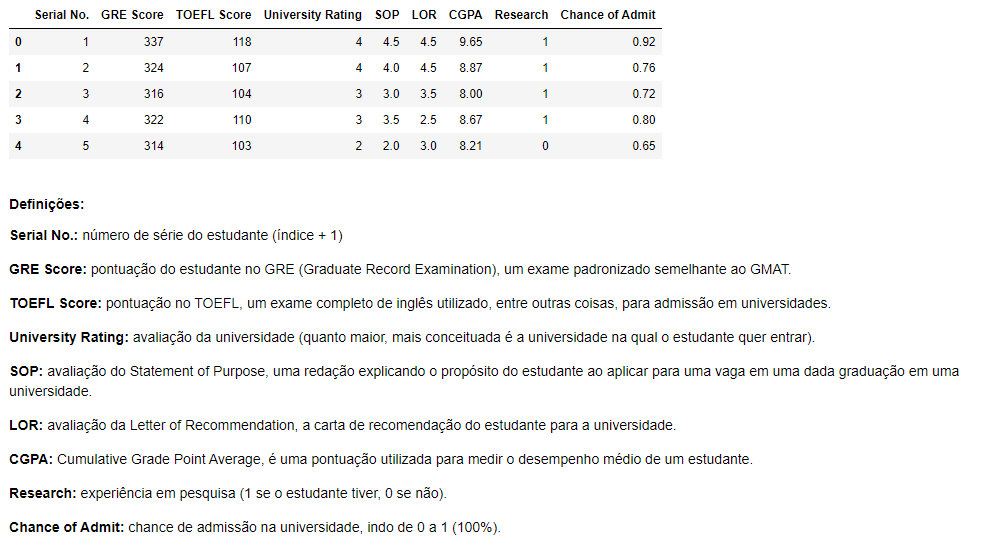 Serial No. GRE Score TOEFL Score University Rating SOP LOR CGPA Research Chance of Admit
0 1 337 118 4 4.5 4.5 9.65 1 0.92
1 2 324 107 4 4.0 4.5 8.87 1 0.76
2 3 316 104 3 3.0 3.5 8.00 1 0.72
3 4 322 110 3 3.5 2.5 8.67 1 0.80
4 5 314 103 2 2.0 3.0 8.21 0 0.65
Definições:
Serial No.: número de série do estudante (índice + 1)
GRE Score: pontuação do estudante no GRE (Graduate Record Examination), um exame padronizado semelhante ao GMAT.
TOEFL Score: pontuação no TOEFL, um exame completo de inglês utilizado, entre outras coisas, para admissão em universidades.
University Rating: avaliação da universidade (quanto maior, mais conceituada é a universidade na qual o estudante quer entrar).
SOP: avaliação do Statement of Purpose, uma redação explicando o propósito do estudante ao aplicar para uma vaga em uma dada graduação em uma
universidade.
LOR: avaliação da Letter of Recommendation, a carta de recomendação do estudante para a universidade.
CGPA: Cumulative Grade Point Average, é uma pontuação utilizada para medir o desempenho médio de um estudante.
Research: experiência em pesquisa (1 se o estudante tiver, 0 se não).
Chance of Admit: chance de admissão na universidade, indo de 0 a 1 (100%).